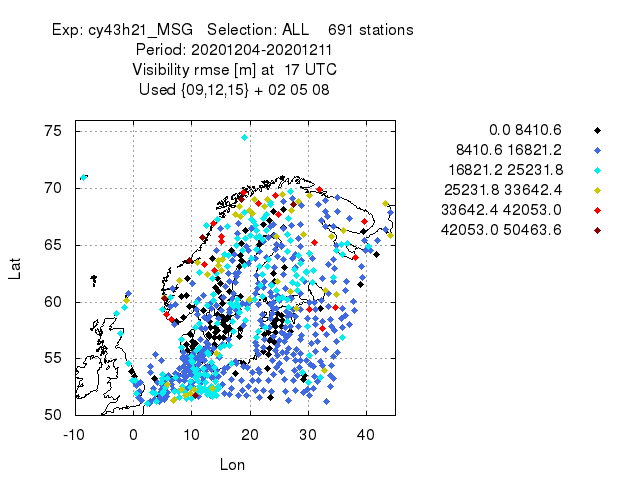 Exp: cy43h21_MSG   Selection: ALL    691 stations
Period: 20201204-20201211
Visibility rmse [m] at  17 UTC
Used {09,12,15} + 02 05 08
0.0 8410.6
8410.6 16821.2
16821.2 25231.8
25231.8 33642.4
33642.4 42053.0
42053.0 50463.6
75
70
65
60
55
50
Lat
-10 0 10 20 30 40
Lon